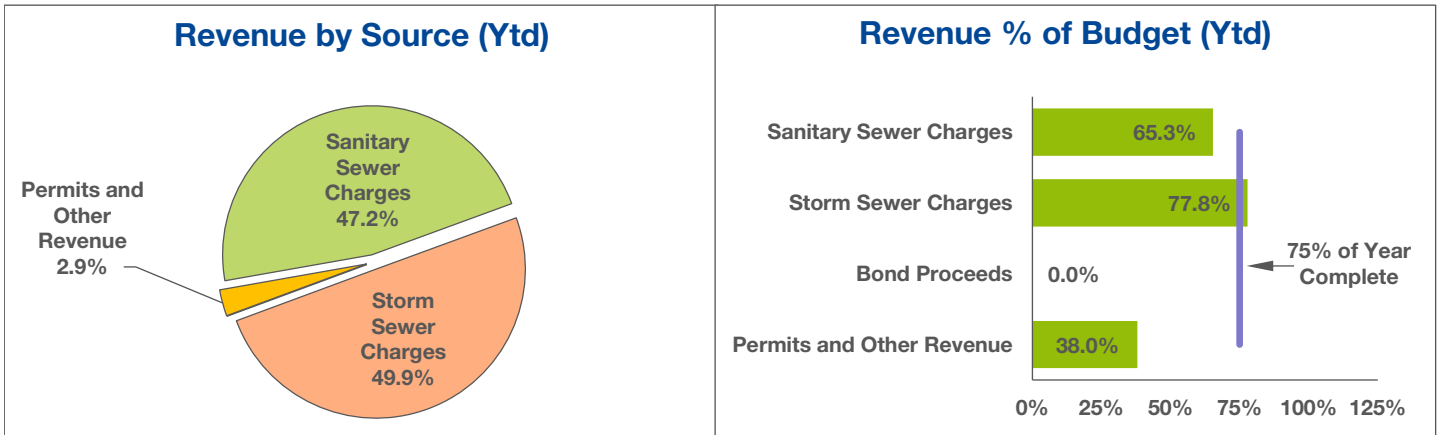 Revenue by Source (Ytd)
Sanitary
Sewer
Charges
47.2%
Permits and
Other
Revenue
2.9%
Storm
Sewer
Charges
49.9%
Revenue % of Budget (Ytd)
Sanitary Sewer Charges
65.3%
Storm Sewer Charges
77.8%
Bond Proceeds
0.0%
75% of Year
Complete
Permits and Other Revenue
38.0%
0% 25% 50% 75% 100% 125%